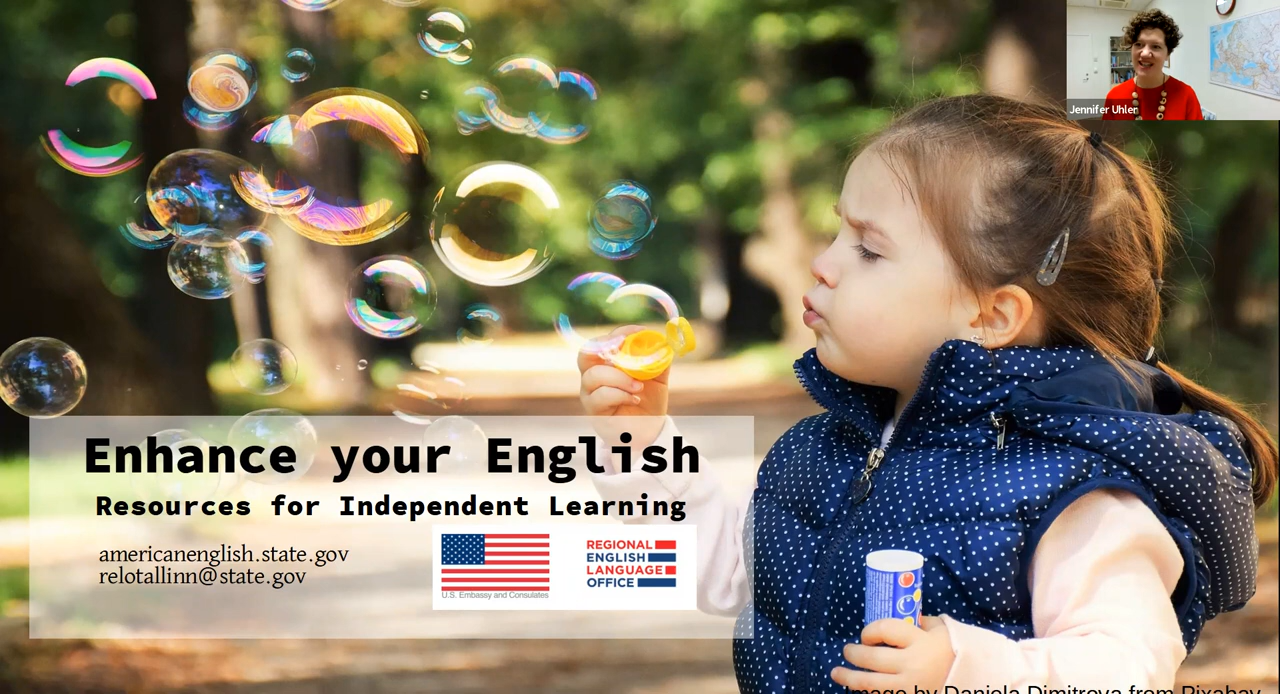 Jennifer Uhler
Enhance your English
Resources for Independent Learning
americanenglish.state.gov
relotallinn@state.gov
U.S. Embassy and Consulates
REGIONAL
ENGLISH
LANGUAGE
OFFICE
Image by Daniela Dimitrova from Pixabay